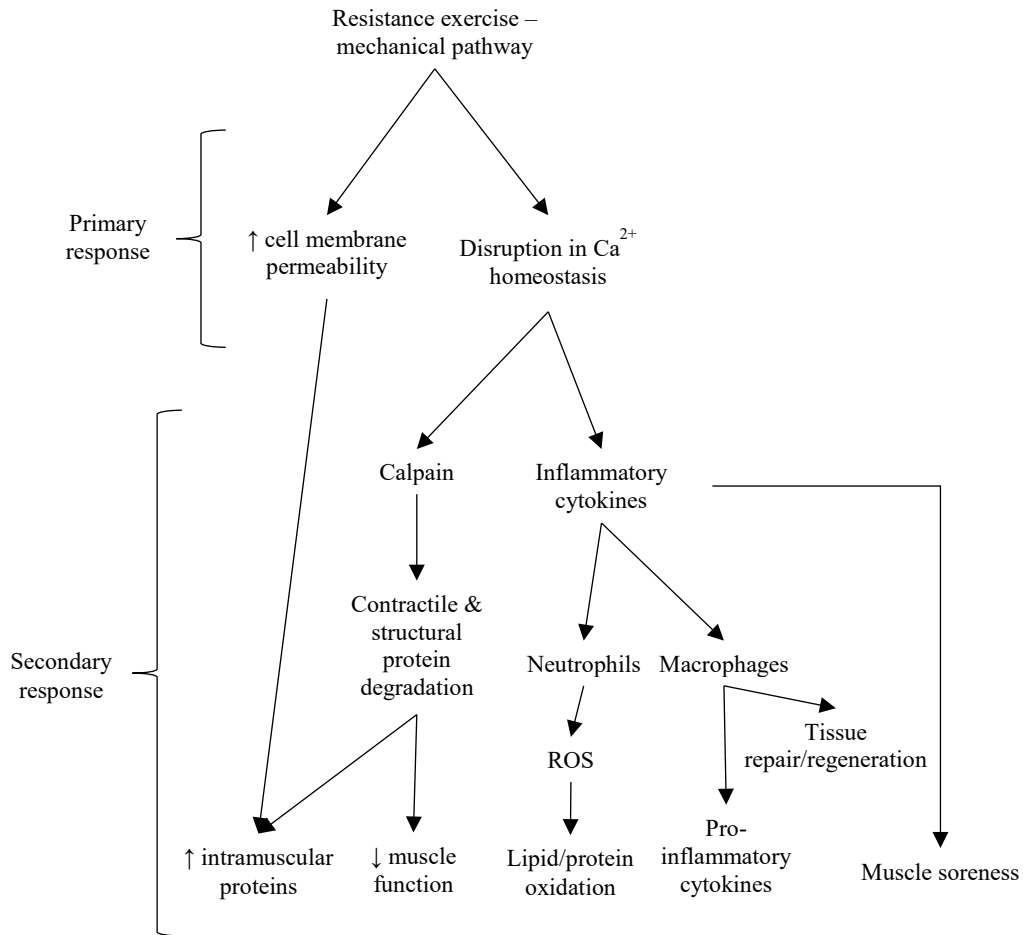 Resistance exercise –
mechanical pathway
Primary
response
↑ cell membrane
permeability
Disruption in Ca²⁺
homeostasis
Calpain
Inflammatory
cytokines
Contractile &
structural
protein
degradation
Secondary
response
Neutrophils
Macrophages
ROS
Tissue
repair/regeneration
↑ intramuscular
proteins
↓ muscle
function
Lipid/protein
oxidation
Pro-
inflammatory
cytokines
Muscle soreness